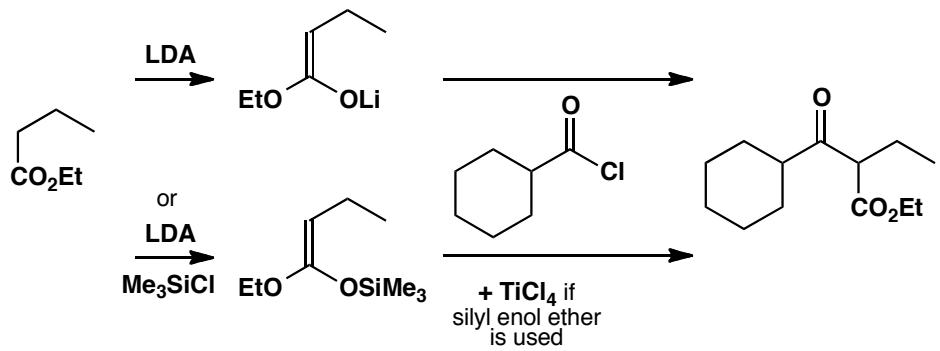 LDA
EtO
OLi
CO₂Et
or
LDA
Me₃SiCl
EtO
OSiMe₃
O
Cl
+ TiCl₄ if
silyl enol ether
is used
O
CO₂Et